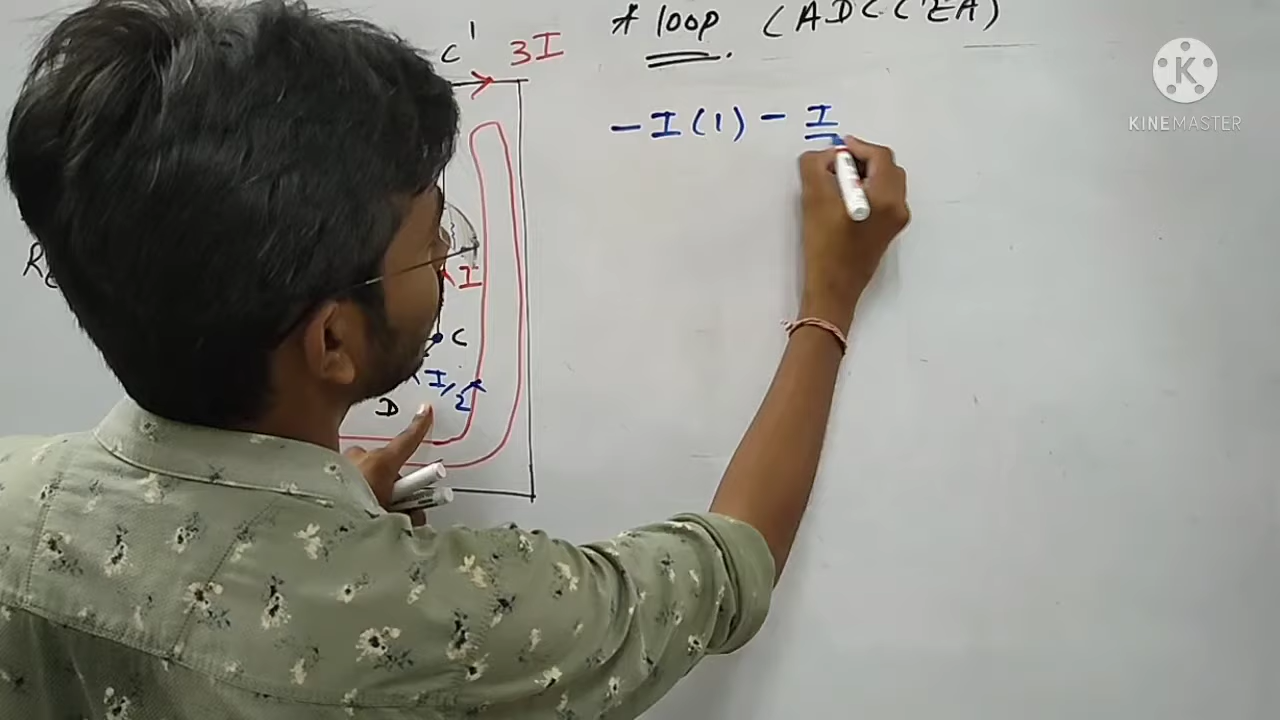 * loop (ADCC'EA)
C' 3I
-I(1) - I
I
C
I/2
D
KINEMASTER